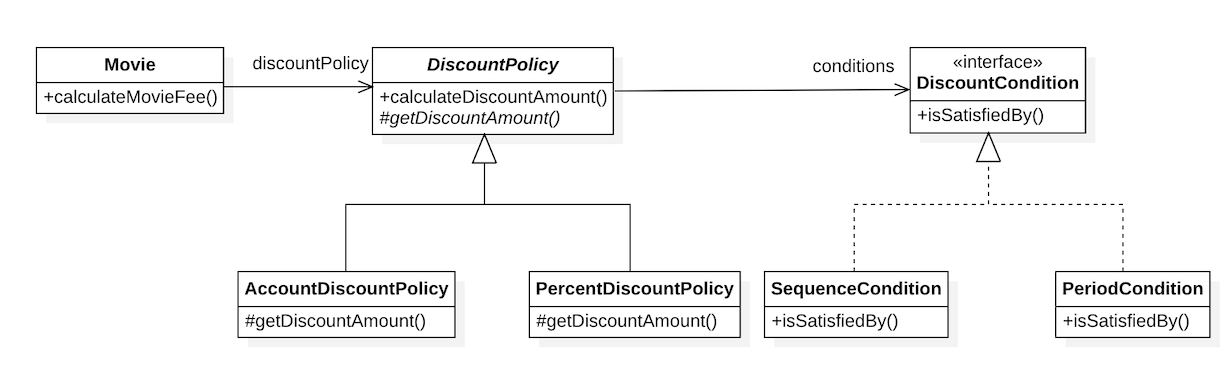 Movie
+calculateMovieFee()
discountPolicy
DiscountPolicy
+calculateDiscountAmount()
#getDiscountAmount()
conditions
«interface»
DiscountCondition
+isSatisfiedBy()
AccountDiscountPolicy
#getDiscountAmount()
PercentDiscountPolicy
#getDiscountAmount()
SequenceCondition
+isSatisfiedBy()
PeriodCondition
+isSatisfiedBy()